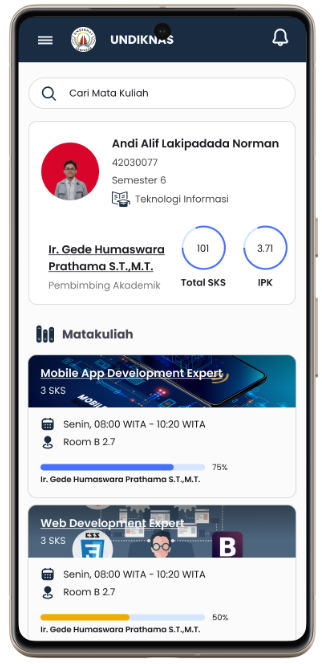 UNDIKNAS
Cari Mata Kuliah
Andi Alif Lakipadada Norman
42030077
Semester 6
Teknologi Informasi
Ir. Gede Humaswara
Prathama S.T.,M.T.
Pembimbing Akademik
101
Total SKS
3.71
IPK
Matakuliah
Mobile App Development Expert
3 SKS
MOBIL
Senin, 08:00 WITA - 10:20 WITA
Room B 2.7
75%
Ir. Gede Humaswara Prathama S.T.,M.T.
Web Development Expert
3 SKS
CSS
3
B
Senin, 08:00 WITA - 10:20 WITA
Room B 2.7
50%
Ir. Gede Humaswara Prathama S.T.,M.T.